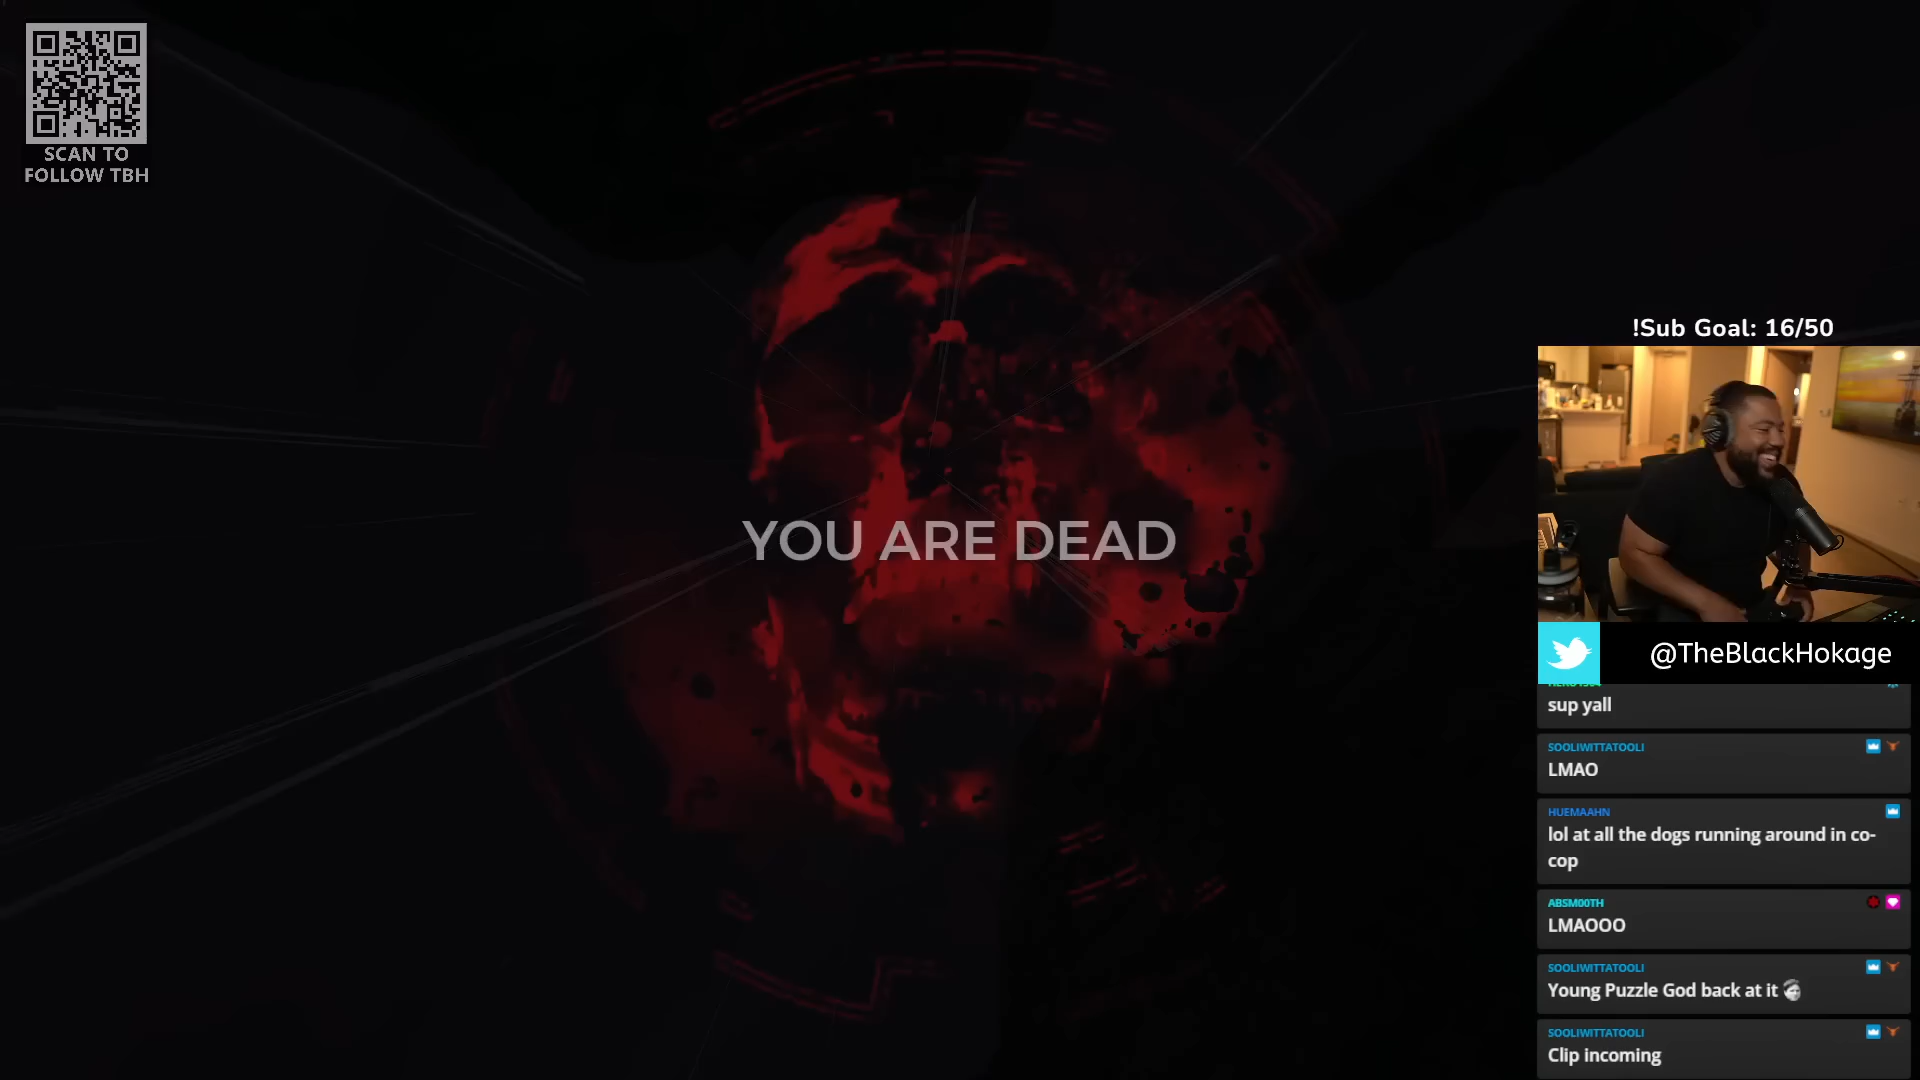 SCAN TO
FOLLOW TBH
YOU ARE DEAD
!Sub Goal: 16/50
@TheBlackHokage
sup yall
SOOLIWITTATOOLI
LMAO
HUEMAAHN
lol at all the dogs running around in co-
cop
ABSM00TH
LMAOOO
SOOLIWITTATOOLI
Young Puzzle God back at it
SOOLIWITTATOOLI
Clip incoming